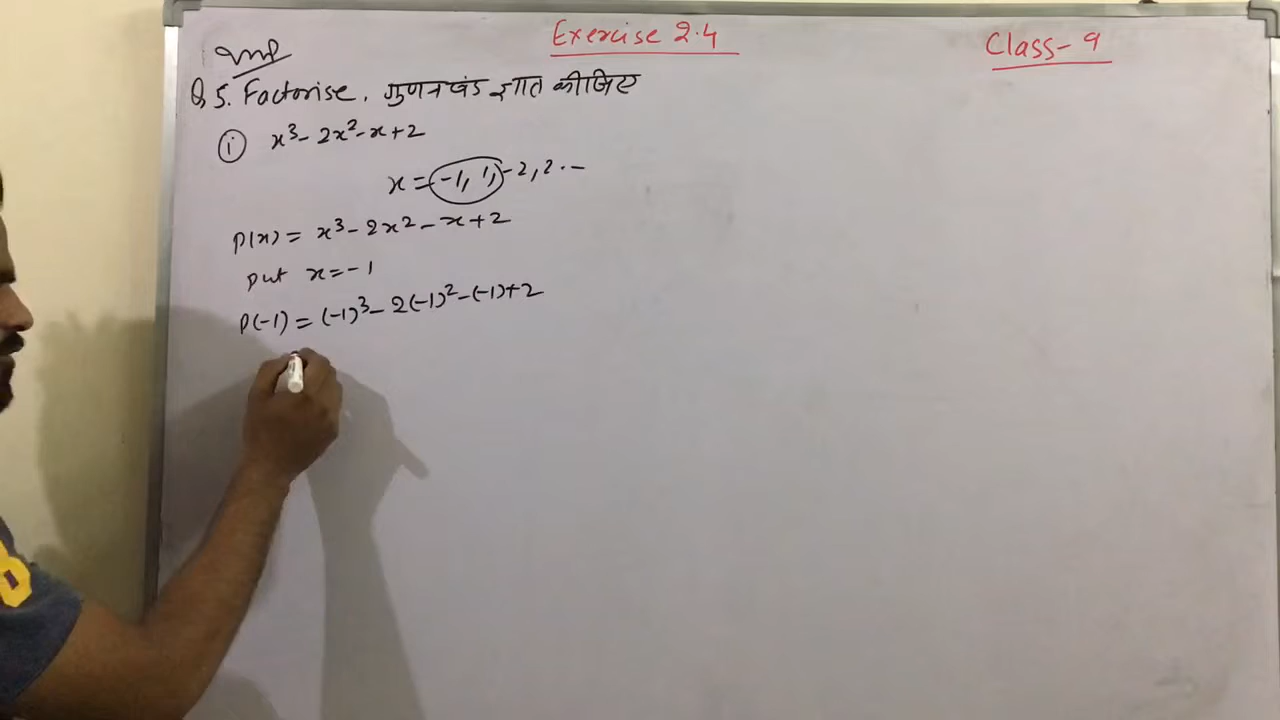 Exercise 2.4
Class- 9
Imp
Q 5. Factorise, गुणनखंड ज्ञात कीजिए
(i) x³- 2x²- x+2
x = -1, 1, -2, 2. -
p(x) = x³- 2x² - x+2
put x = -1
p(-1) = (-1)³- 2(-1)² -(-1)+2